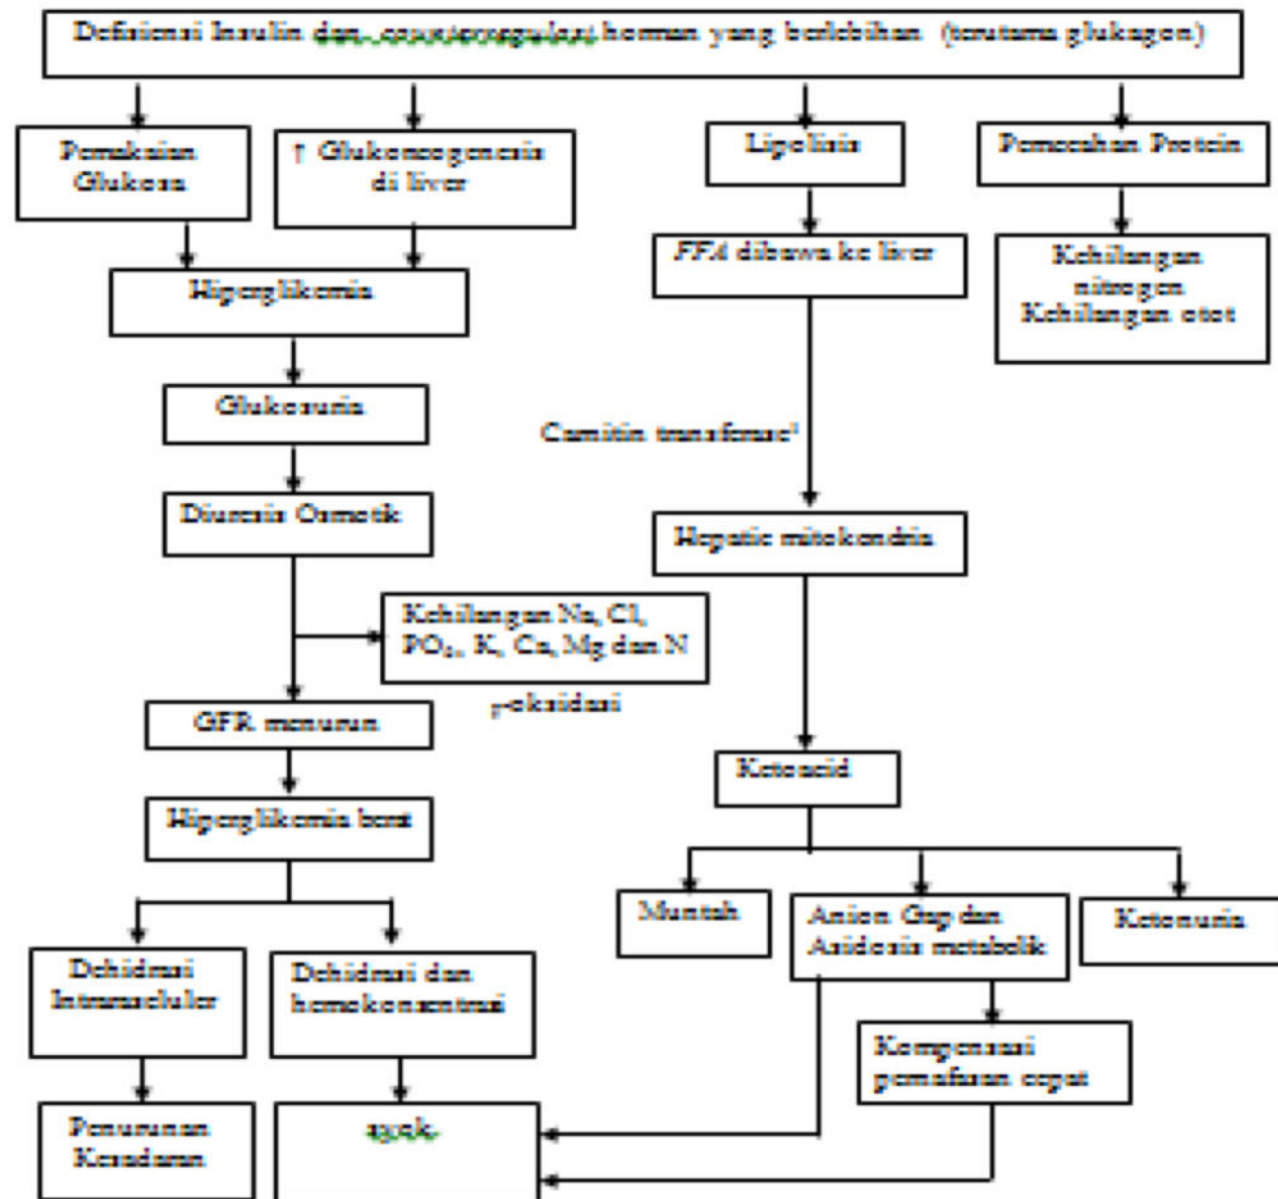 Defisiensi Insulin dan counterregulasi hormon yang berlebihan (terutama glukagon)
Pemakaian
Glukosa
↑ Glukoneogenesis
di liver
Lipolisis
Pemecahan Protein
Hiperglikemia
FFA dibawa ke liver
Kehilangan
nitrogen
Kehilangan otot
Glukosuria
Carnitin transferase
Diuresis Osmotik
Hepatic mitokondria
Kehilangan Na, Cl,
PO₄, K, Ca, Mg dan N
-oksidasi
GFR menurun
Ketoacid
Hiperglikemia berat
Muntah
Anion Gap dan
Asidosis metabolik
Ketonuria
Dehidrasi
Intraseluler
Dehidrasi dan
hemokonsentrasi
Kompensasi
pernafasan cepat
Penurunan
Kesadaran
syok